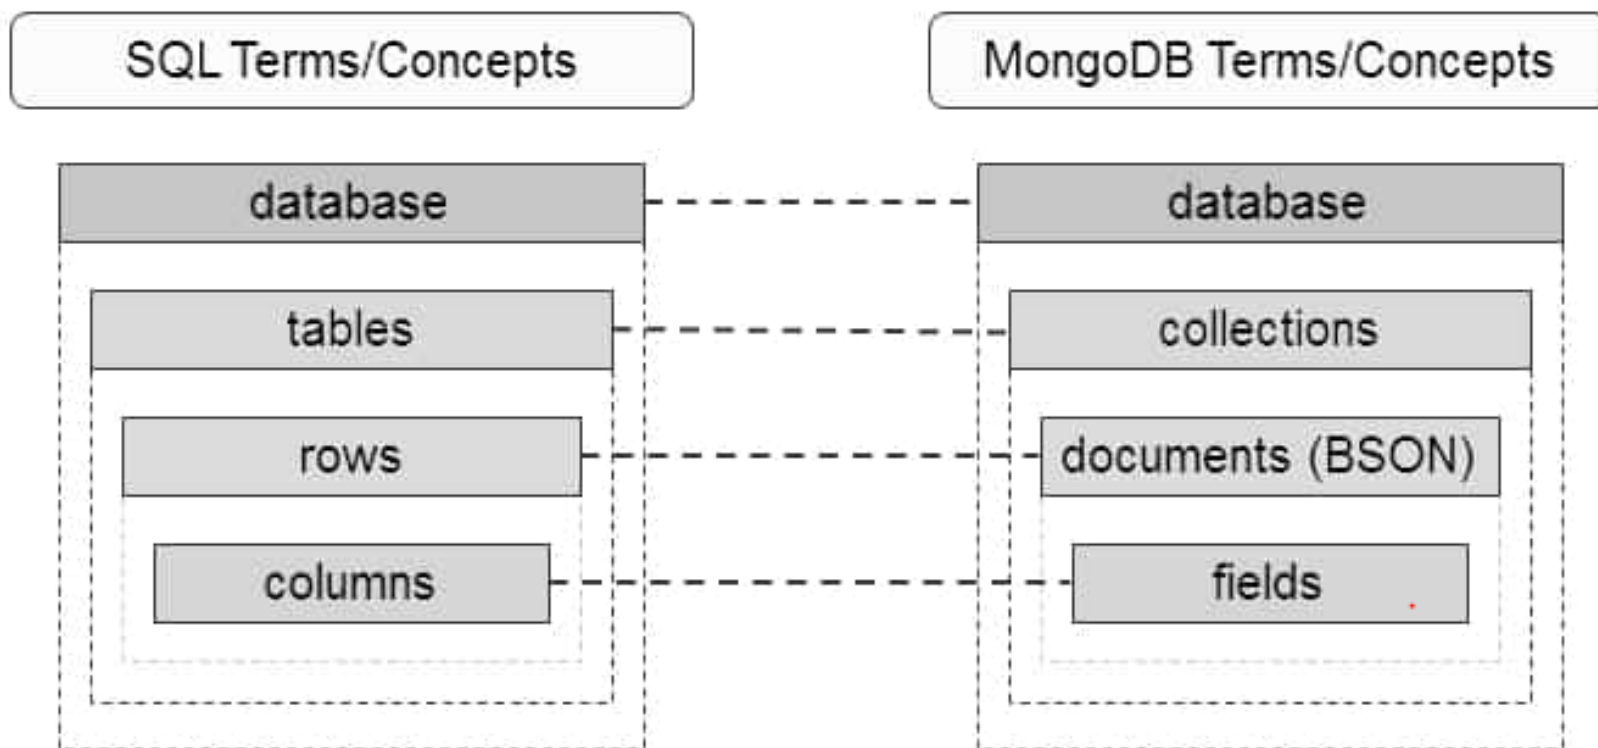 SQL Terms/Concepts
MongoDB Terms/Concepts
database
database
tables
collections
rows
documents (BSON)
columns
fields